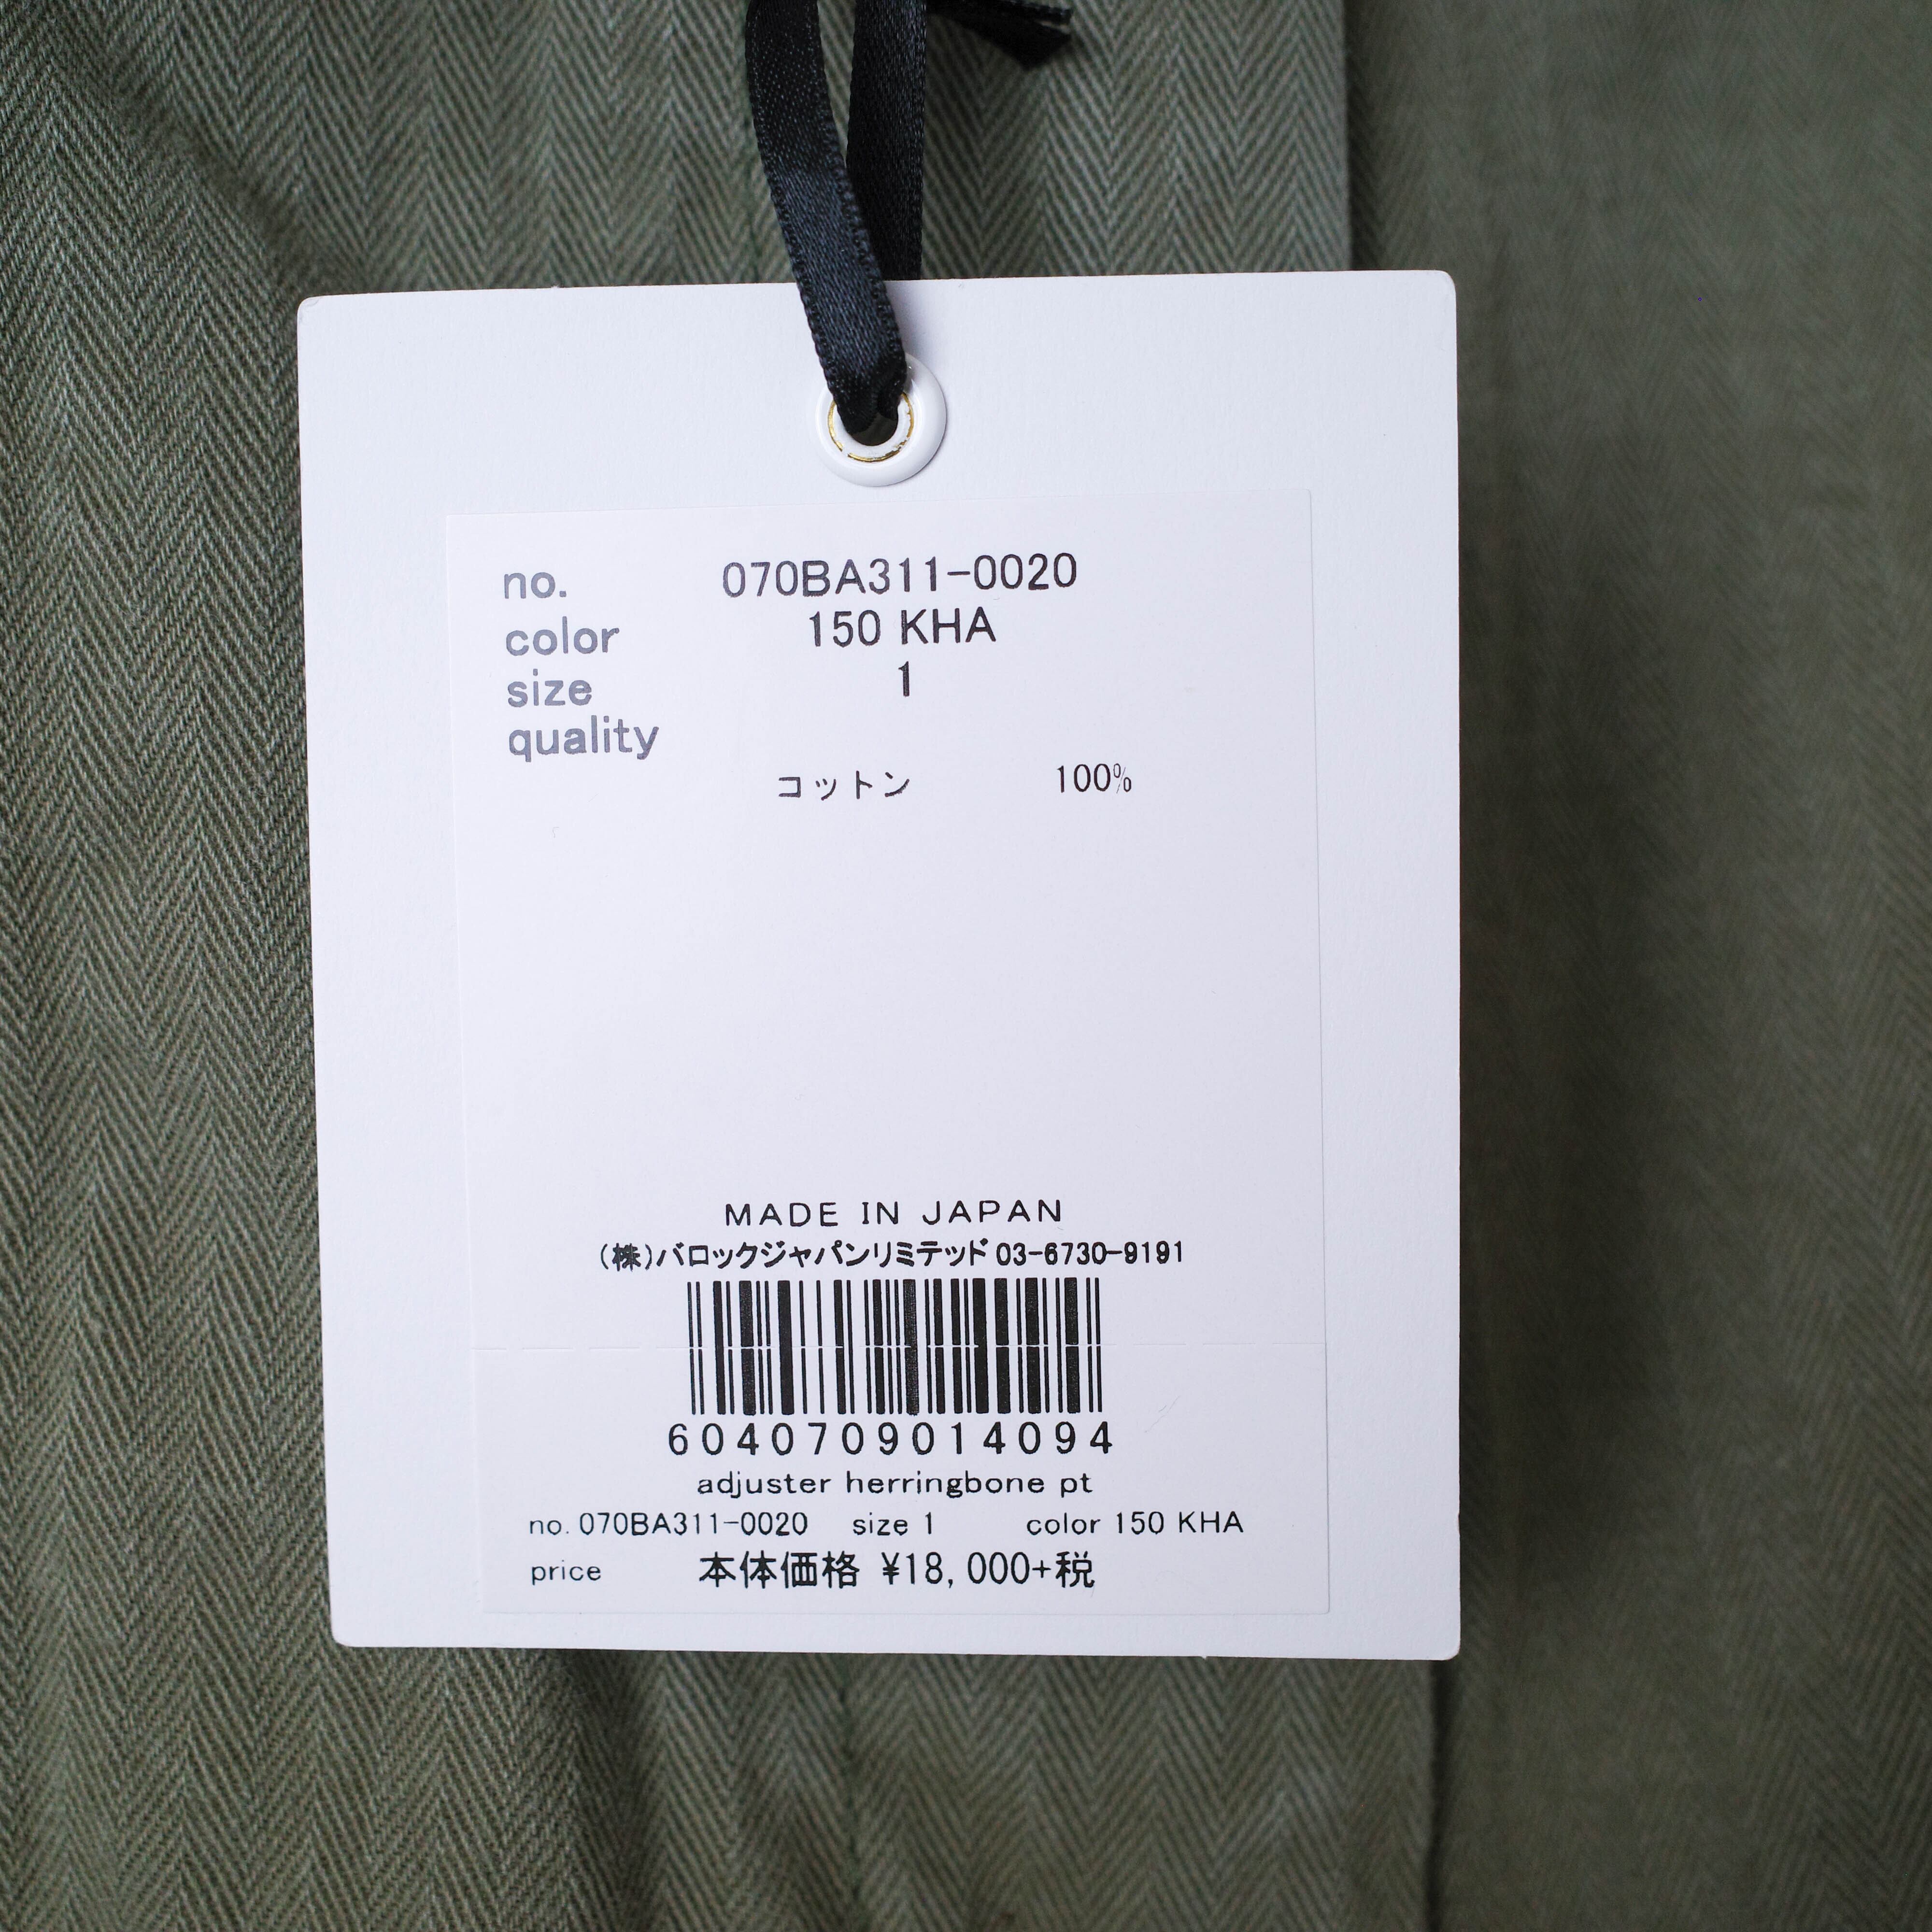 no. 070BA311-0020
color 150 KHA
size 1
quality
コットン 100%
MADE IN JAPAN
(株)バロックジャパンリミテッド 03-6730-9191
6040709014094
adjuster herringbone pt
no. 070BA311-0020 size 1 color 150 KHA
price 本体価格 ¥18,000+税